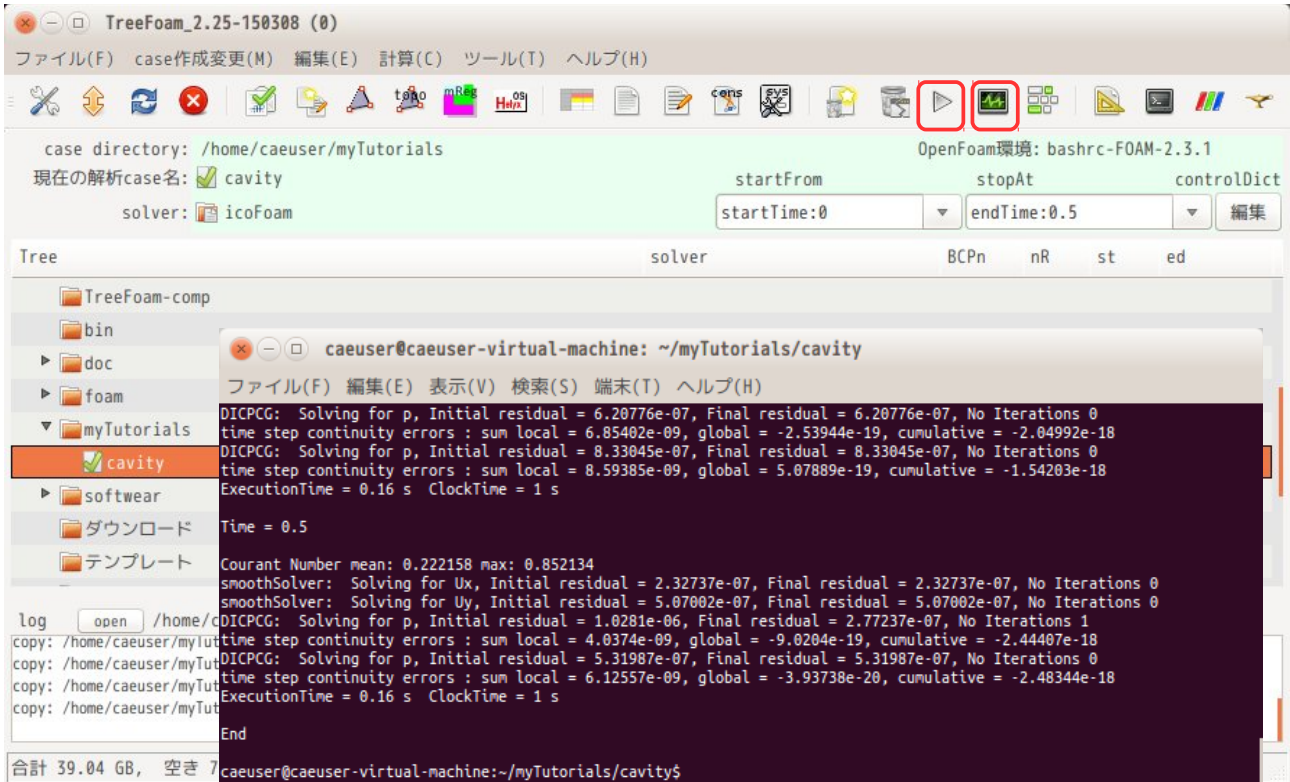 TreeFoam_2.25-150308 (0)
ファイル(F) case作成変更(M) 編集(E) 計算(C) ツール(T) ヘルプ(H)
topo mReg Helyx OS cons sys
case directory: /home/caeuser/myTutorials OpenFoam環境: bashrc-FOAM-2.3.1
現在の解析case名: cavity startFrom stopAt controlDict
solver: icoFoam startTime:0 endTime:0.5 編集
Tree solver BCPn nR st ed
TreeFoam-comp
bin
doc
foam
myTutorials
cavity
softwear
ダウンロード
テンプレート
log open /home/c
copy: /home/caeuser/myTut
copy: /home/caeuser/myTut
copy: /home/caeuser/myTut
copy: /home/caeuser/myTut
合計 39.04 GB, 空き 7
caeuser@caeuser-virtual-machine: ~/myTutorials/cavity
ファイル(F) 編集(E) 表示(V) 検索(S) 端末(T) ヘルプ(H)
DICPCG: Solving for p, Initial residual = 6.20776e-07, Final residual = 6.20776e-07, No Iterations 0
time step continuity errors : sum local = 6.85402e-09, global = -2.53944e-19, cumulative = -2.04992e-18
DICPCG: Solving for p, Initial residual = 8.33045e-07, Final residual = 8.33045e-07, No Iterations 0
time step continuity errors : sum local = 8.59385e-09, global = 5.07889e-19, cumulative = -1.54203e-18
ExecutionTime = 0.16 s ClockTime = 1 s
Time = 0.5
Courant Number mean: 0.222158 max: 0.852134
smoothSolver: Solving for Ux, Initial residual = 2.32737e-07, Final residual = 2.32737e-07, No Iterations 0
smoothSolver: Solving for Uy, Initial residual = 5.07002e-07, Final residual = 5.07002e-07, No Iterations 0
DICPCG: Solving for p, Initial residual = 1.0281e-06, Final residual = 2.77237e-07, No Iterations 1
time step continuity errors : sum local = 4.0374e-09, global = -9.0204e-19, cumulative = -2.44407e-18
DICPCG: Solving for p, Initial residual = 5.31987e-07, Final residual = 5.31987e-07, No Iterations 0
time step continuity errors : sum local = 6.12557e-09, global = -3.93738e-20, cumulative = -2.48344e-18
ExecutionTime = 0.16 s ClockTime = 1 s
End
caeuser@caeuser-virtual-machine:~/myTutorials/cavity$